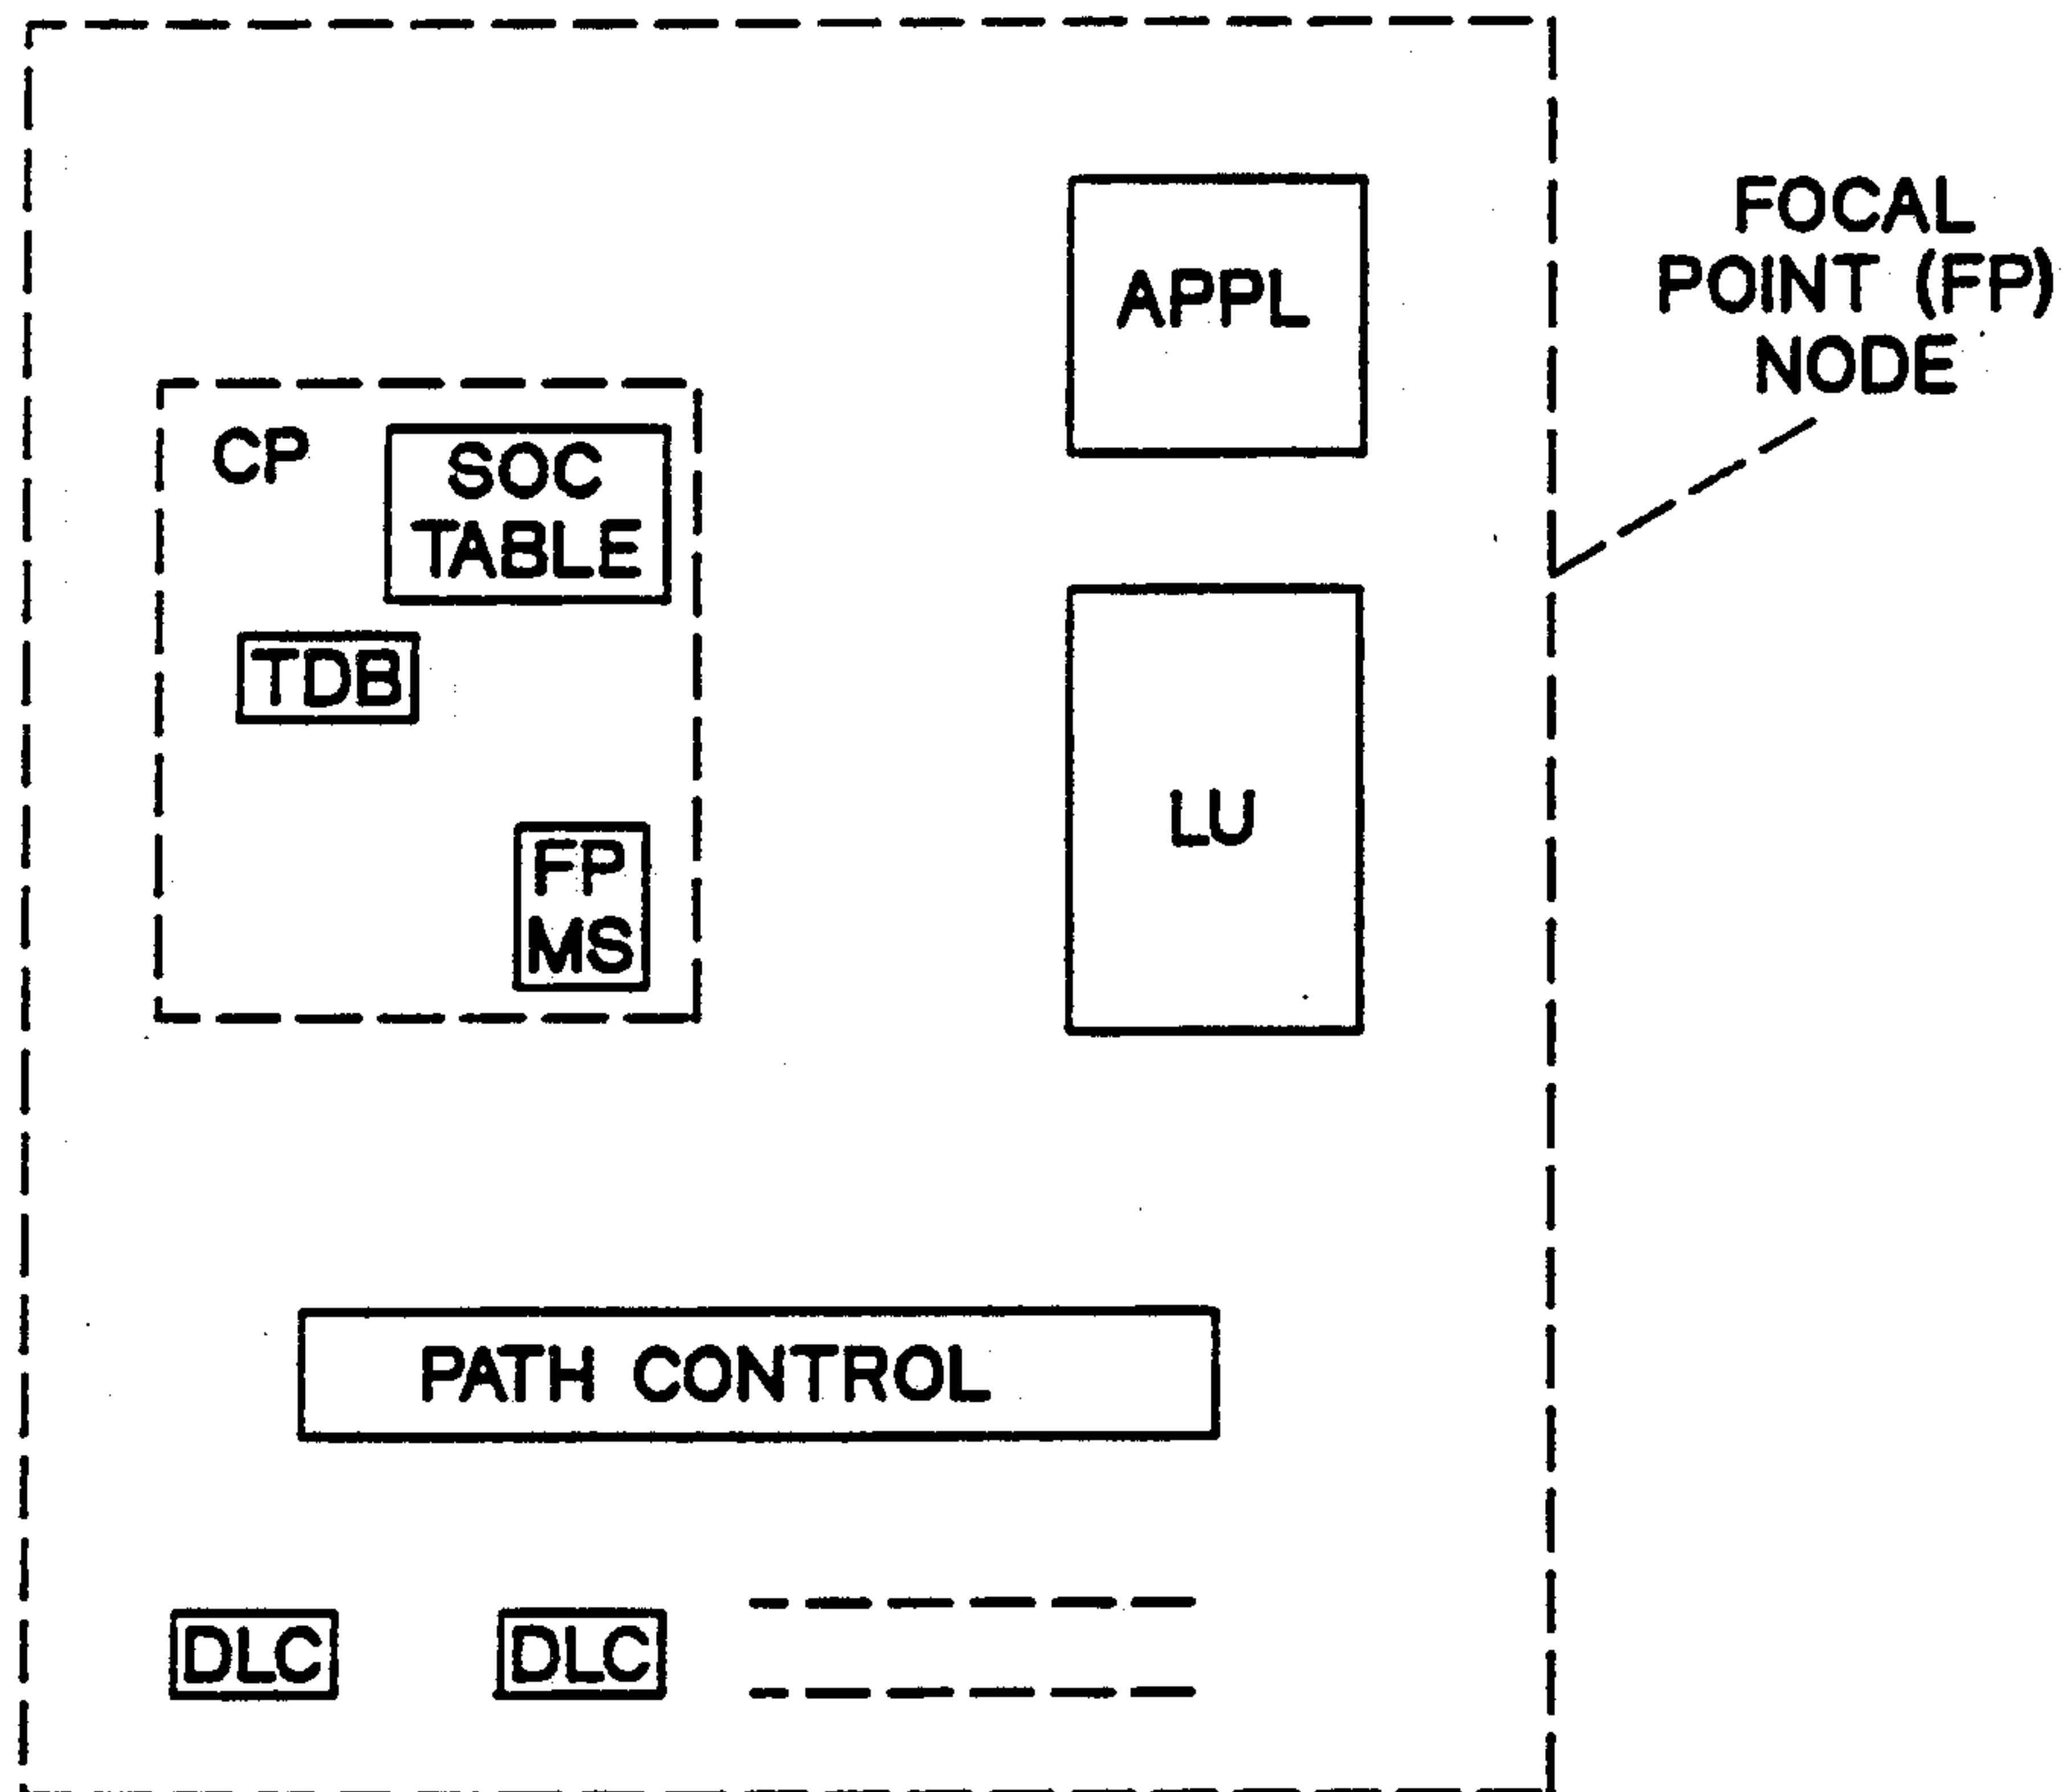 FOCAL
POINT (FP)
NODE
APPL
CP
SOC
TABLE
TDB
LU
FP
MS
PATH CONTROL
DLC
DLC